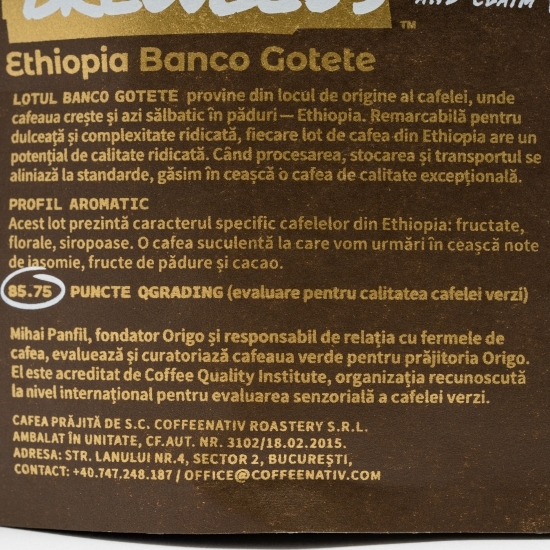 AND CLAIM
TM
Ethiopia Banco Gotete
LOTUL BANCO GOTETE provine din locul de origine al cafelei, unde
cafeaua crește și azi sălbatic în păduri — Ethiopia. Remarcabilă pentru
dulceață și complexitate ridicată, fiecare lot de cafea din Ethiopia are un
potențial de calitate ridicată. Când procesarea, stocarea și transportul se
aliniază la standarde, găsim în ceașcă o cafea de calitate excepțională.
PROFIL AROMATIC
Acest lot prezintă caracterul specific cafelelor din Ethiopia: fructate,
florale, siropoase. O cafea suculentă la care vom urmări în ceașcă note
de iasomie, fructe de pădure și cacao.
85.75 PUNCTE QGRADING (evaluare pentru calitatea cafelei verzi)
Mihai Panfil, fondator Origo și responsabil de relația cu fermele de
cafea, evaluează și curatoriază cafeaua verde pentru prăjitoria Origo.
El este acreditat de Coffee Quality Institute, organizația recunoscută
la nivel internațional pentru evaluarea senzorială a cafelei verzi.
CAFEA PRĂJITĂ DE S.C. COFFEENATIV ROASTERY S.R.L.
AMBALAT ÎN UNITATE, CF.AUT. NR. 3102/18.02.2015.
ADRESA: STR. LANULUI NR.4, SECTOR 2, BUCUREȘTI,
CONTACT: +40.747.248.187 / OFFICE@COFFEENATIV.COM